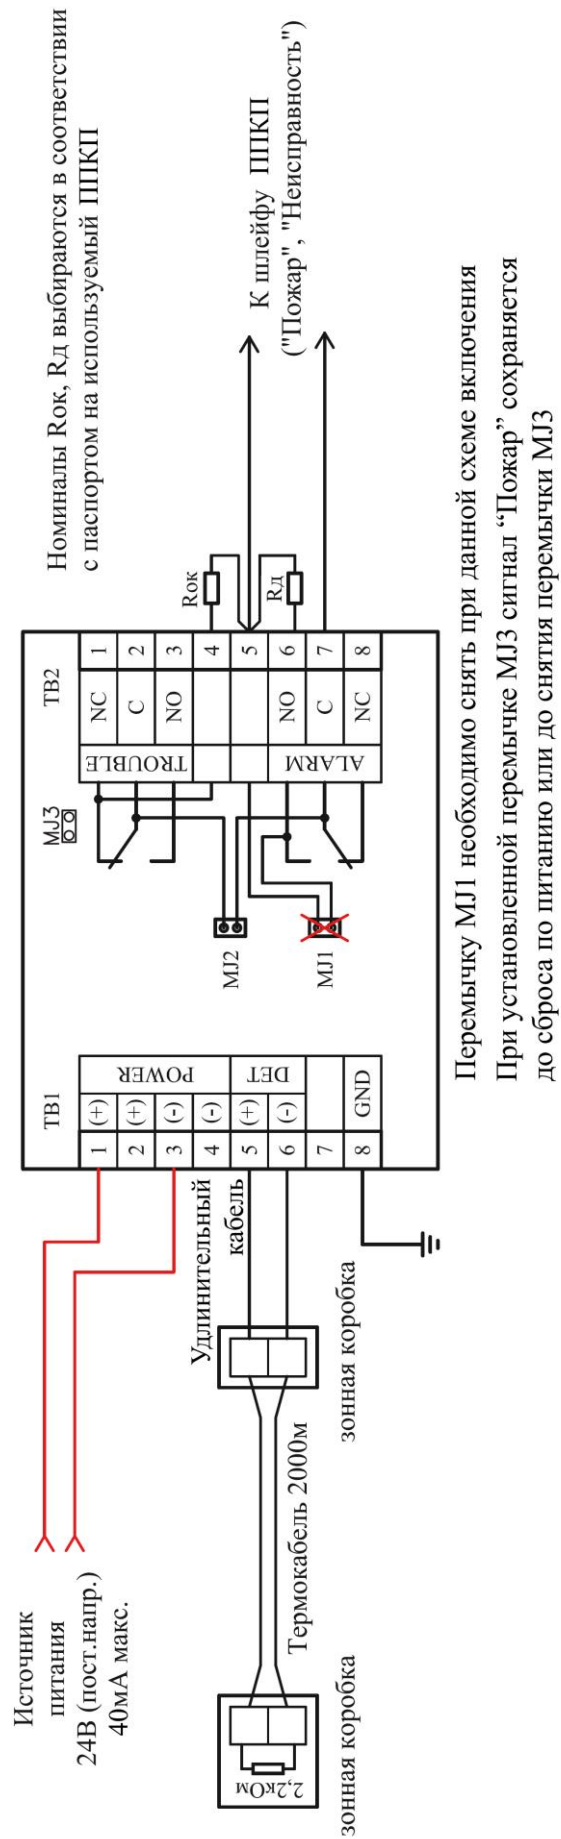 Номиналы Rок, Rд выбираются в соответствии
с паспортом на используемый ППКП
Источник
питания
24В (пост.напр.)
40мА макс.
TB1
1 (+)
2 (+)
3 (-)
4 (-)
POWER
5 (+)
6 (-)
DET
7
8 GND
MJ3
MJ2
MJ1
TB2
TROUBLE
NC 1
C 2
NO 3
4
5
ALARM
NO 6
C 7
NC 8
Rок
Rд
К шлейфу ППКП
("Пожар", "Неисправность")
Удлинительный
кабель
зонная коробка
Термокабель 2000м
2,2кОм
зонная коробка
Перемычку MJ1 необходимо снять при данной схеме включения
При установленной перемычке MJ3 сигнал “Пожар” сохраняется
до сброса по питанию или до снятия перемычки MJ3